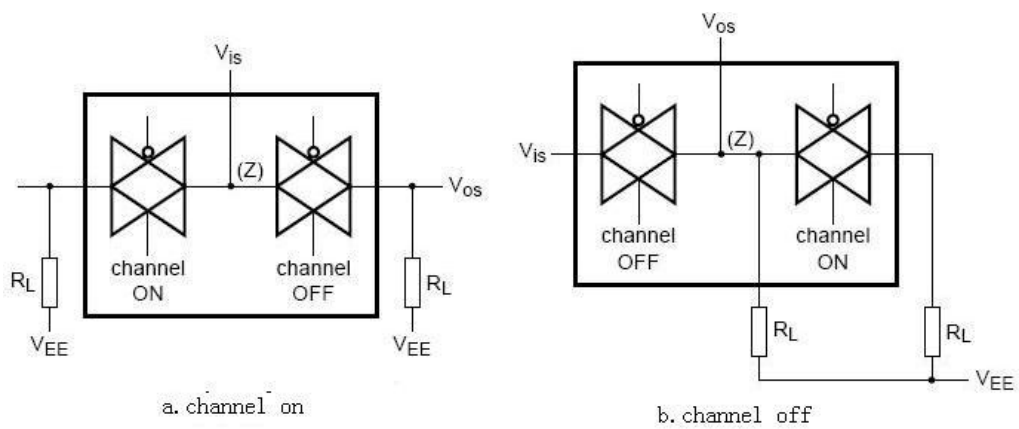 Vis
(Z)
Vos
channel
ON
channel
OFF
RL
RL
VEE
VEE
a. channel on
Vos
Vis
(Z)
channel
OFF
channel
ON
RL
RL
VEE
b. channel off